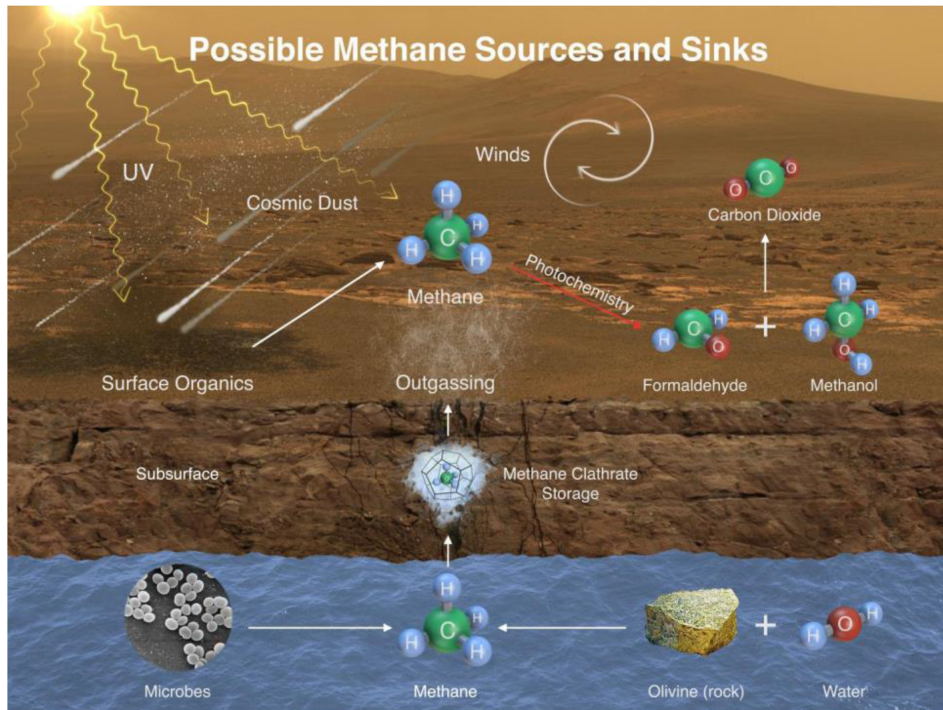 Possible Methane Sources and Sinks
UV
Cosmic Dust
Winds
H
H
H
H
C
Methane
O
C
O
Carbon Dioxide
Photochemistry
H
H
C
O
Formaldehyde
+
H
H
H
C
O
H
Methanol
Surface Organics
Outgassing
Subsurface
Methane Clathrate
Storage
H
H
H
H
C
+
H
O
H
Microbes
Methane
Olivine (rock)
Water